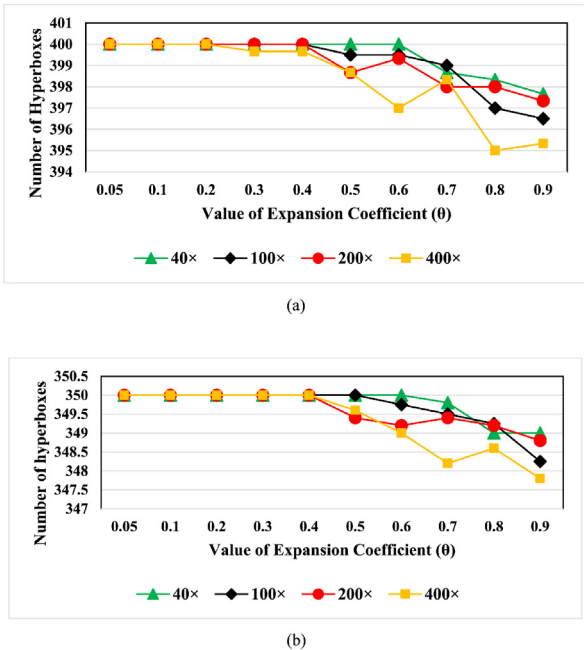 401
400
399
398
397
396
395
394
Number of Hyperboxes
0.05 0.1 0.2 0.3 0.4 0.5 0.6 0.7 0.8 0.9
Value of Expansion Coefficient (θ)
40× 100× 200× 400×
(a)
350.5
350
349.5
349
348.5
348
347.5
347
Number of hyperboxes
0.05 0.1 0.2 0.3 0.4 0.5 0.6 0.7 0.8 0.9
Value of Expansion Coefficient (θ)
40× 100× 200× 400×
(b)